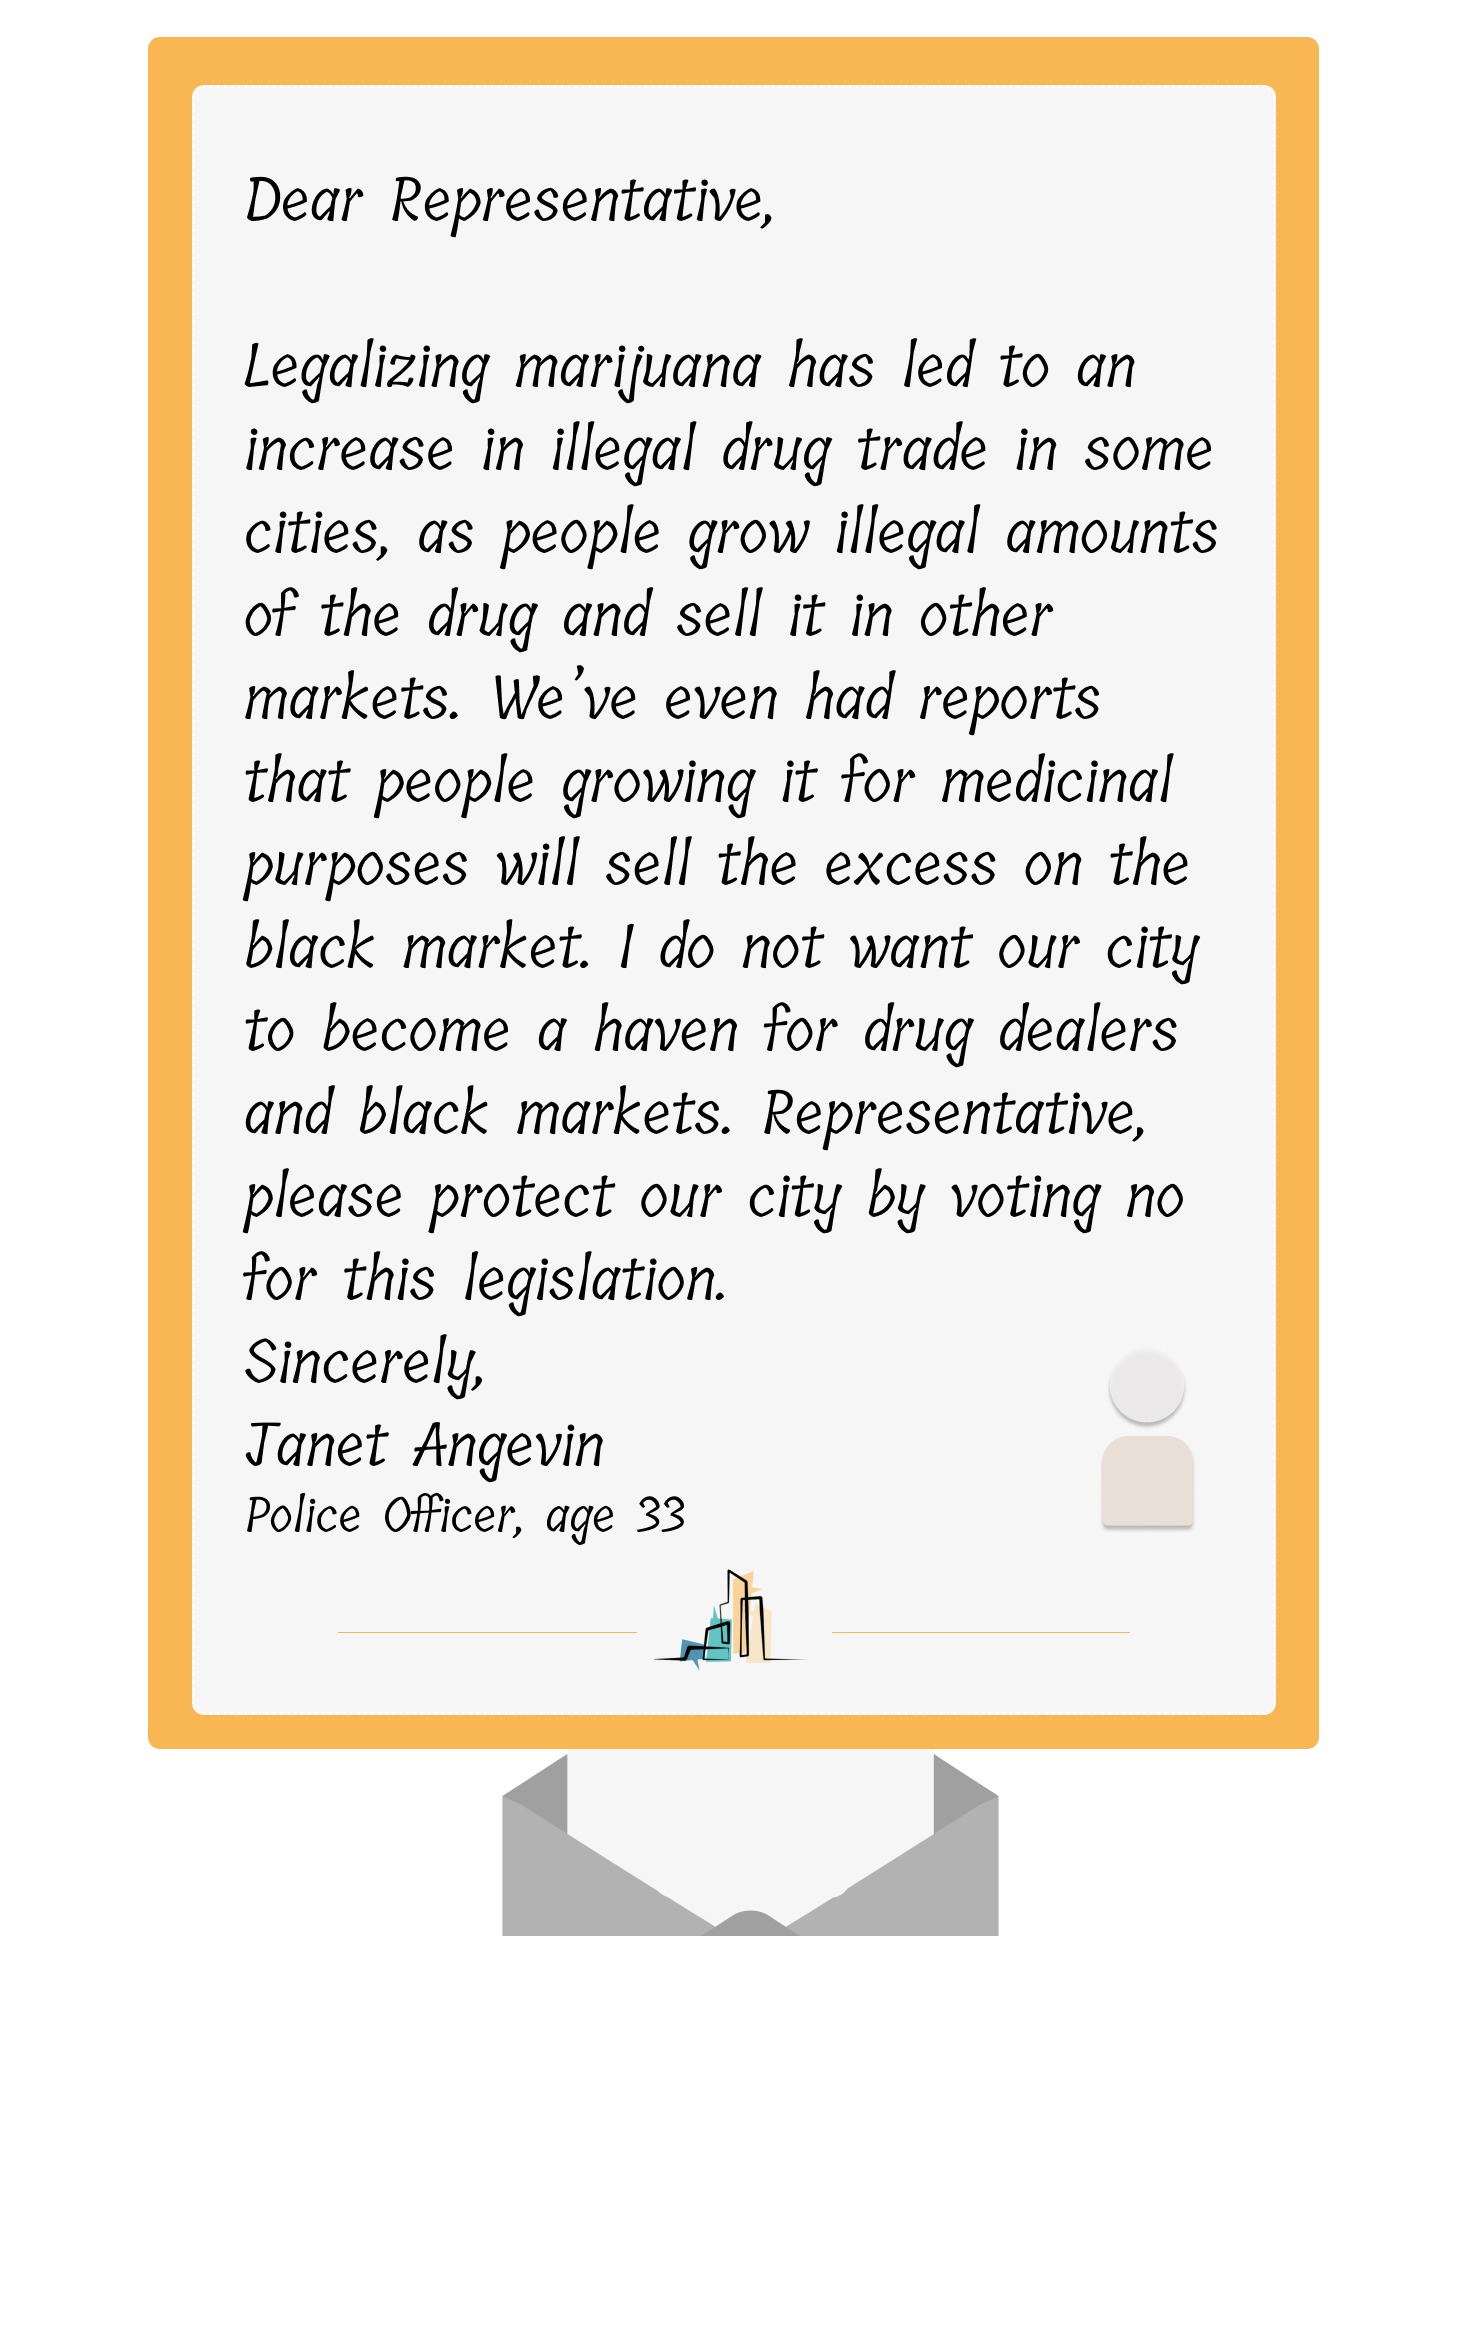 Dear Representative,
Legalizing marijuana has led to an
increase in illegal drug trade in some
cities, as people grow illegal amounts
of the drug and sell it in other
markets. We’ve even had reports
that people growing it for medicinal
purposes will sell the excess on the
black market. I do not want our city
to become a haven for drug dealers
and black markets. Representative,
please protect our city by voting no
for this legislation.
Sincerely,
Janet Angevin
Police Officer, age 33